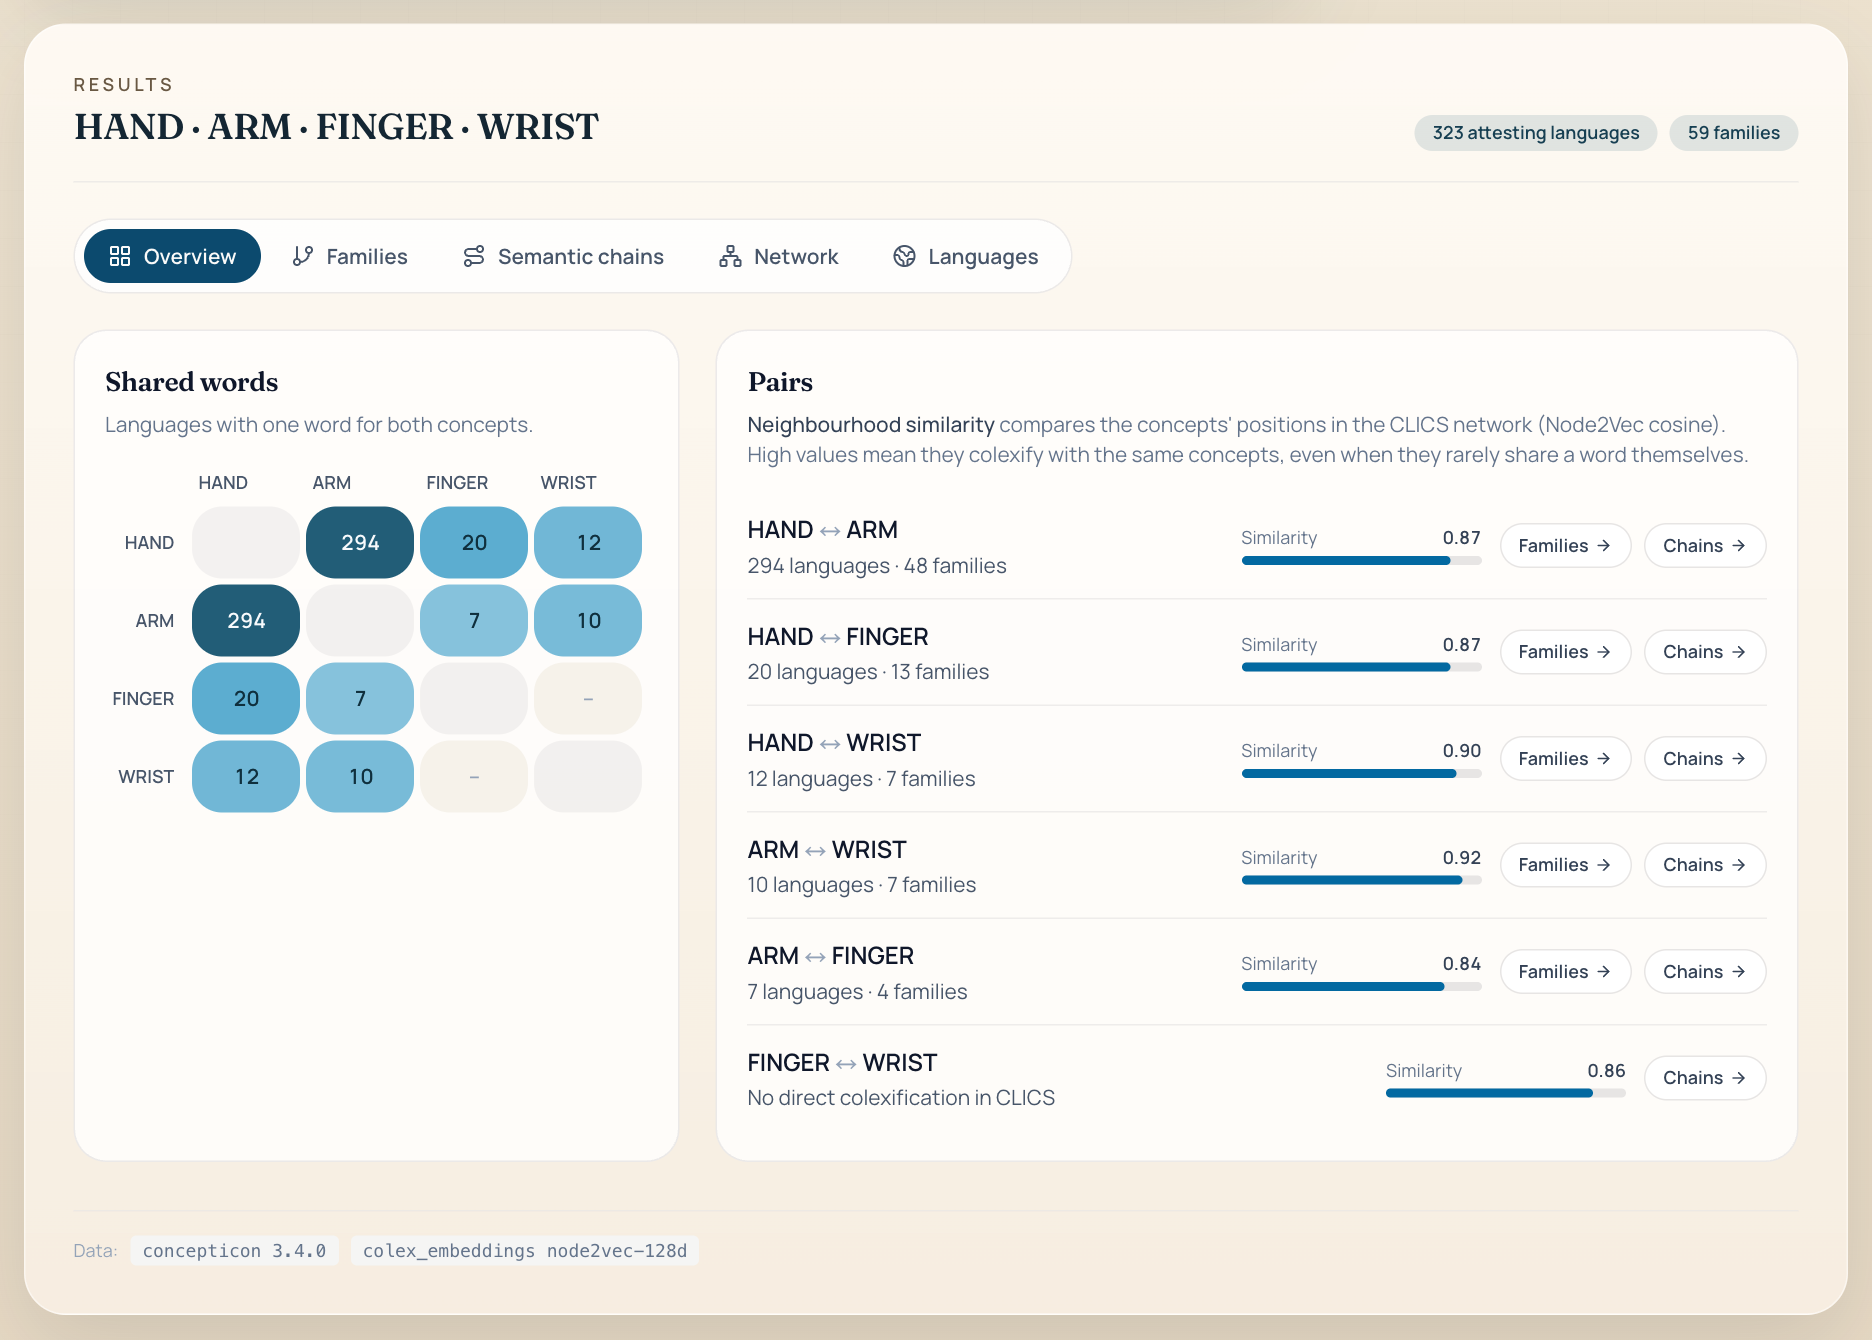 RESULTS
HAND · ARM · FINGER · WRIST
323 attesting languages
59 families
Overview
Families
Semantic chains
Network
Languages
Shared words
Languages with one word for both concepts.
HAND ARM FINGER WRIST
HAND 294 20 12
ARM 294 7 10
FINGER 20 7 –
WRIST 12 10 –
Pairs
Neighbourhood similarity compares the concepts' positions in the CLICS network (Node2Vec cosine).
High values mean they colexify with the same concepts, even when they rarely share a word themselves.
HAND ↔ ARM
294 languages · 48 families
Similarity 0.87
Families →
Chains →
HAND ↔ FINGER
20 languages · 13 families
Similarity 0.87
Families →
Chains →
HAND ↔ WRIST
12 languages · 7 families
Similarity 0.90
Families →
Chains →
ARM ↔ WRIST
10 languages · 7 families
Similarity 0.92
Families →
Chains →
ARM ↔ FINGER
7 languages · 4 families
Similarity 0.84
Families →
Chains →
FINGER ↔ WRIST
No direct colexification in CLICS
Similarity 0.86
Chains →
Data: concepticon 3.4.0 colex_embeddings node2vec-128d